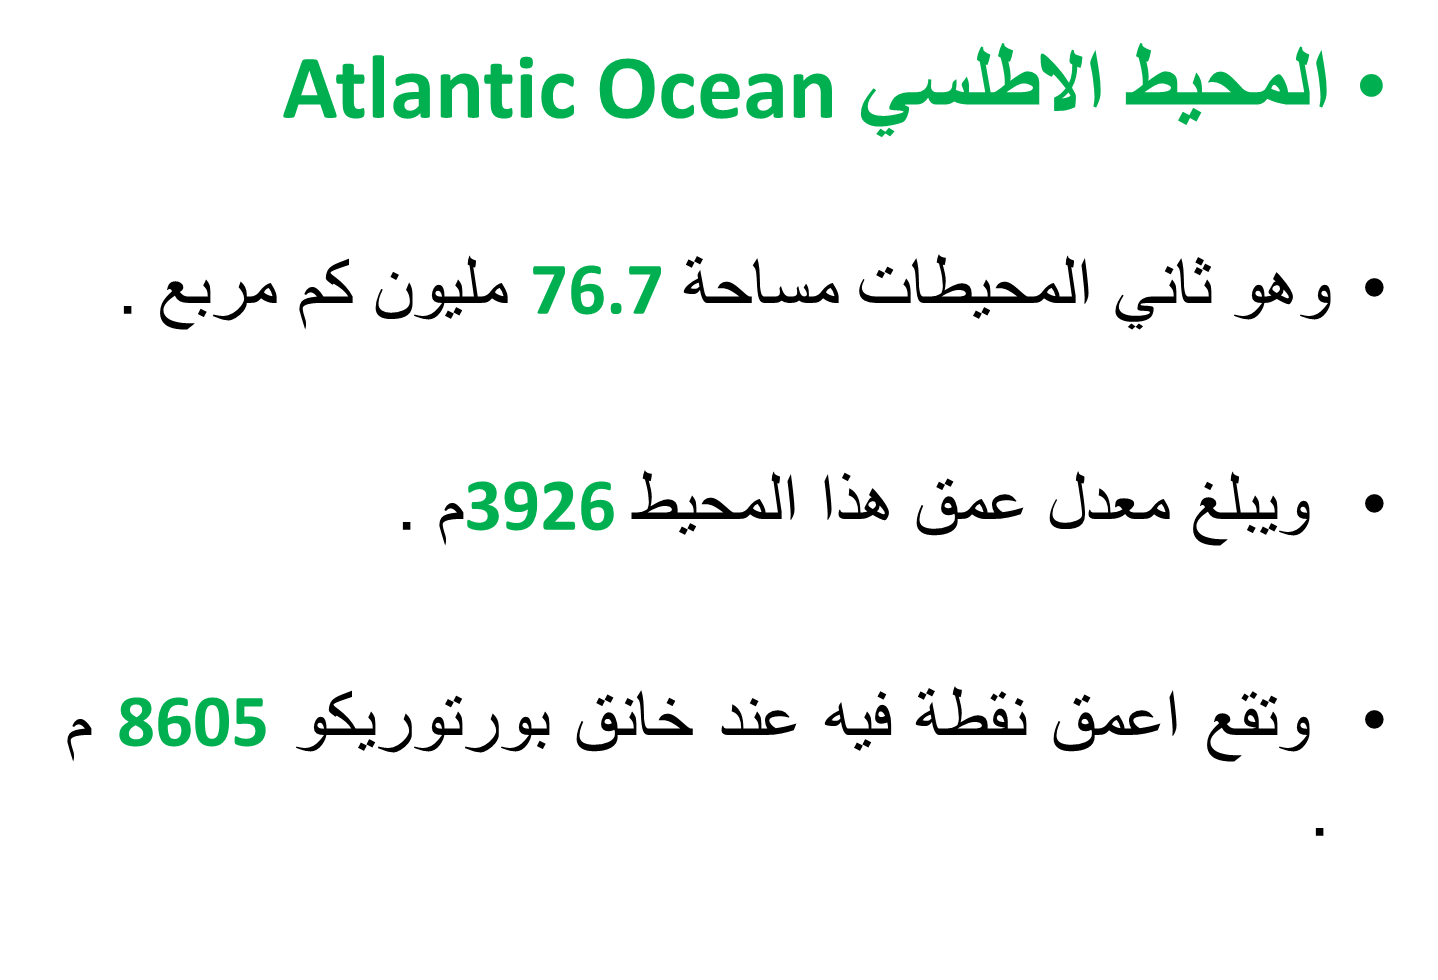 • المحيط الاطلسي Atlantic Ocean
• وهو ثاني المحيطات مساحة 76.7 مليون كم مربع .
• ويبلغ معدل عمق هذا المحيط 3926م .
• وتقع اعمق نقطة فيه عند خانق بورتوريكو 8605 م
.